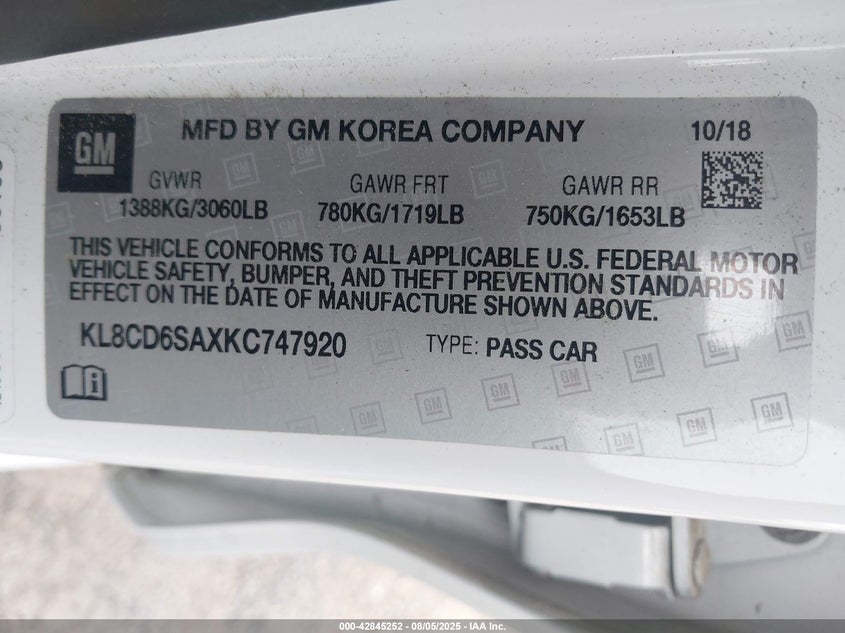 GM MFD BY GM KOREA COMPANY 10/18
GVWR GAWR FRT GAWR RR
1388KG/3060LB 780KG/1719LB 750KG/1653LB
THIS VEHICLE CONFORMS TO ALL APPLICABLE U.S. FEDERAL MOTOR
VEHICLE SAFETY, BUMPER, AND THEFT PREVENTION STANDARDS IN
EFFECT ON THE DATE OF MANUFACTURE SHOWN ABOVE.
KL8CD6SAXKC747920 TYPE: PASS CAR
000-42845252 - 08/05/2025 - IAA Inc.